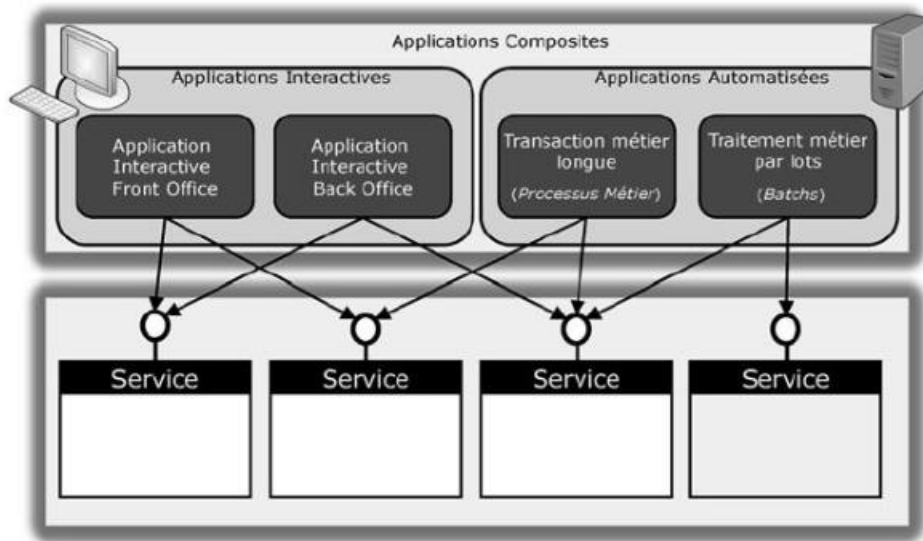 Applications Composites
Applications Interactives
Applications Automatisées
Application
Interactive
Front Office
Application
Interactive
Back Office
Transaction métier
longue
(Processus Métier)
Traitement métier
par lots
(Batchs)
Service
Service
Service
Service